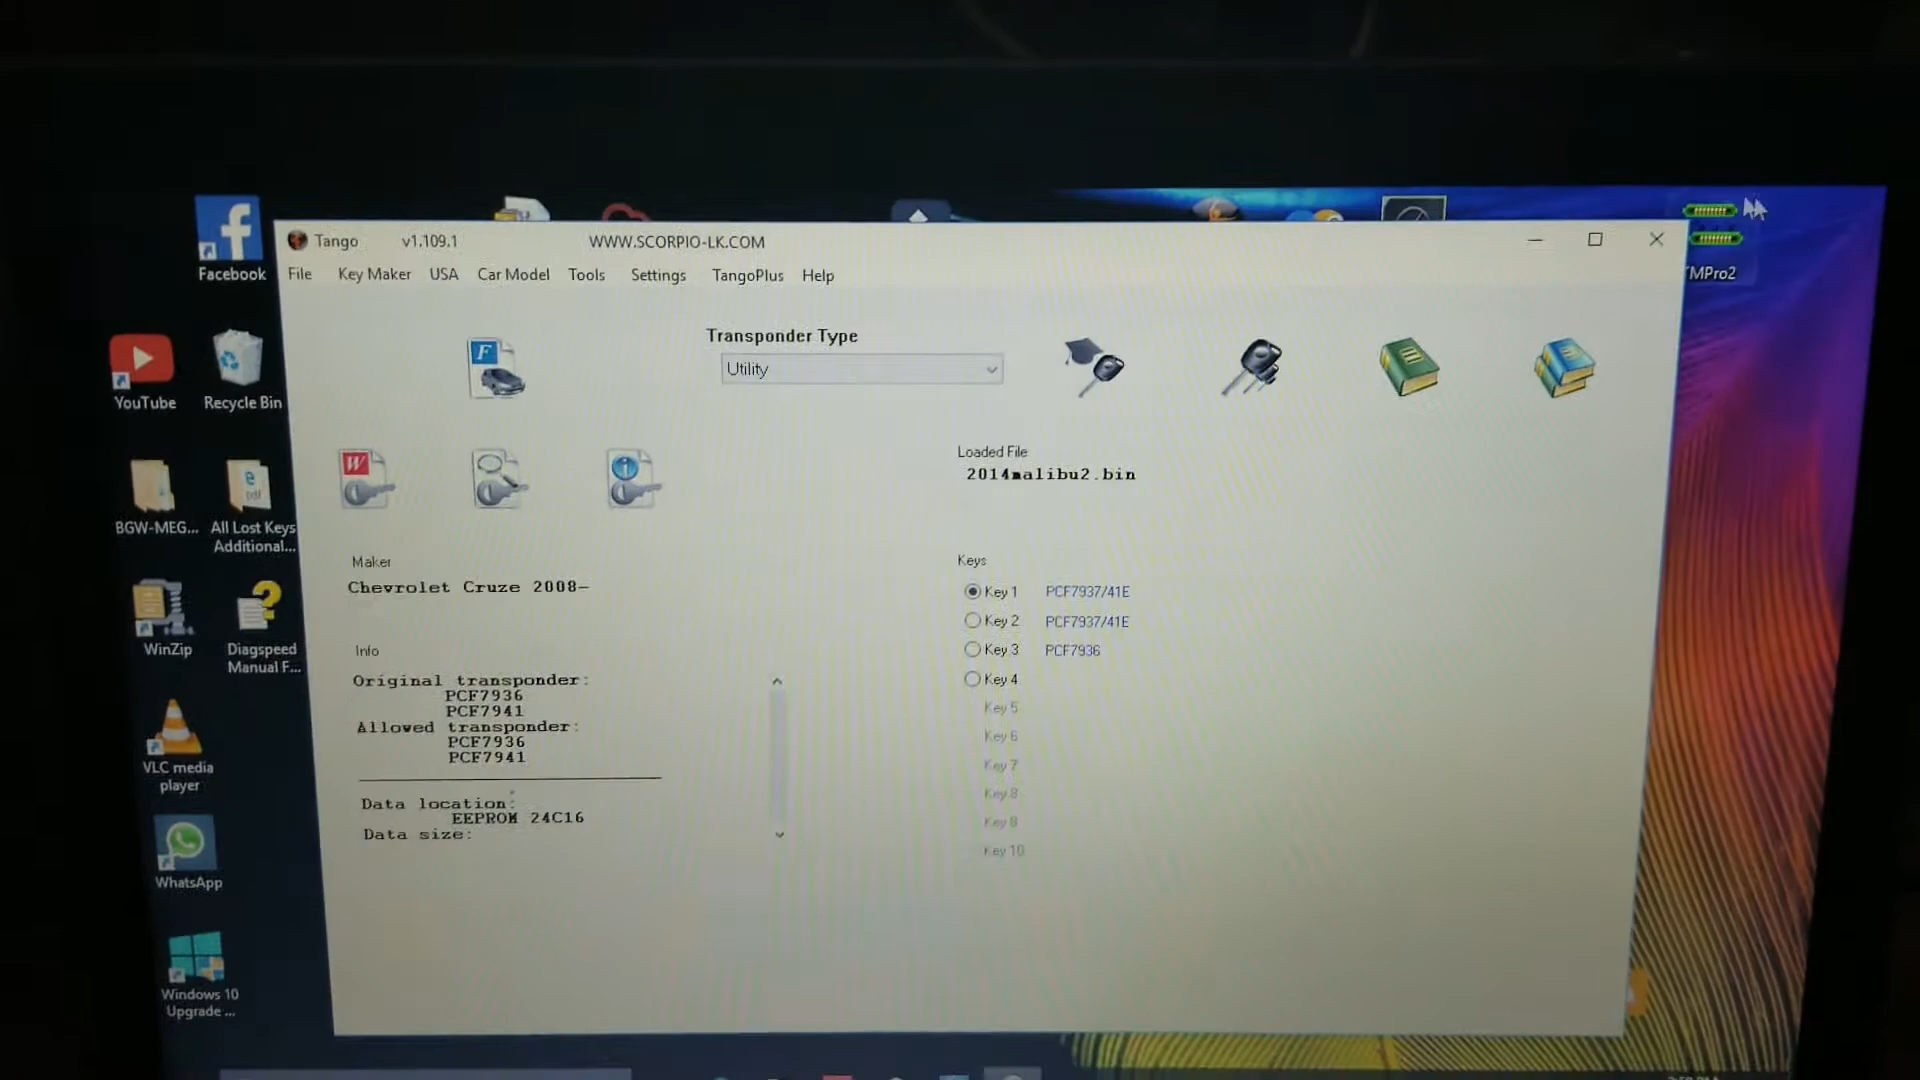 Tango v1.109.1 WWW.SCORPIO-LK.COM
File Key Maker USA Car Model Tools Settings TangoPlus Help
Transponder Type
Utility
Loaded File
2014malibu2.bin
Maker
Chevrolet Cruze 2008-
Info
Original transponder:
PCF7936
PCF7941
Allowed transponder:
PCF7936
PCF7941
Data location:
EEPROM 24C16
Data size:
Keys
Key 1 PCF7937/41E
Key 2 PCF7937/41E
Key 3 PCF7936
Key 4
Key 5
Key 6
Key 7
Key 8
Key 8
Key 10
Facebook
YouTube
Recycle Bin
BGW-MEG...
All Lost Keys
Additional...
WinZip
Diagspeed
Manual F...
VLC media
player
WhatsApp
Windows 10
Upgrade ...
MPro2
F
W
pdf